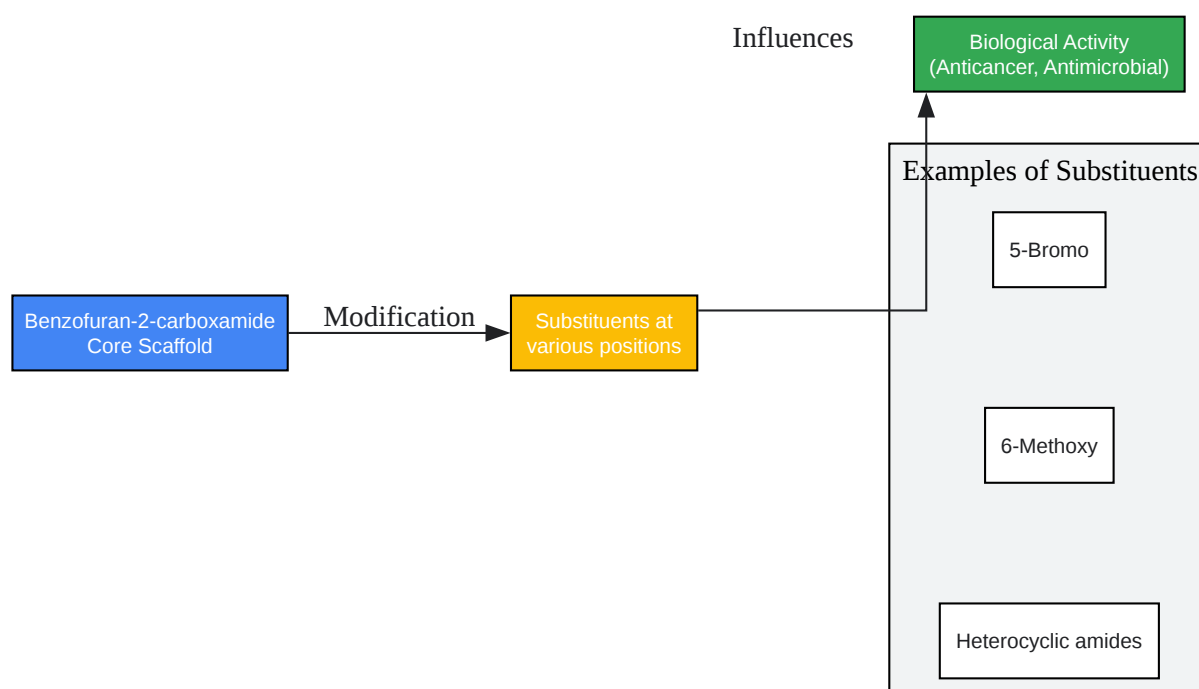 Influences
Biological Activity
(Anticancer, Antimicrobial)
Examples of Substituents
5-Bromo
Benzofuran-2-carboxamide
Core Scaffold
Modification
Substituents at
various positions
6-Methoxy
Heterocyclic amides